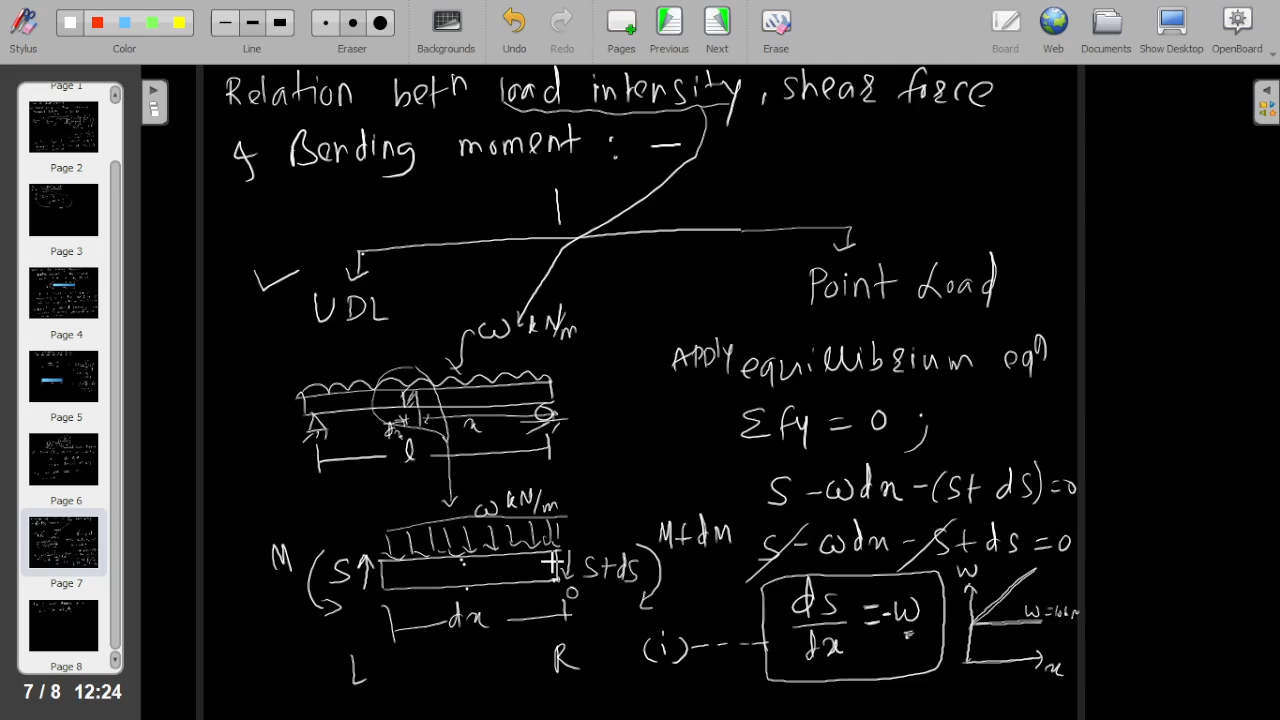 Stylus
Color
Line
Eraser
Backgrounds
Undo
Redo
Pages
Previous
Next
Erase
Board
Web
Documents
Show Desktop
OpenBoard
Page 1
Page 2
Page 3
Page 4
Page 5
Page 6
Page 7
Page 8
7 / 8 12:24
Relation betn load intensity, shear force
& Bending moment : —
UDL
Point Load
ω kN/m
dx
x
l
ω kN/m
M
S
S+ds
M+dM
O
dx
L
R
Apply equillibrium eqn
Σfy = 0 ;
S - ωdx - (S + ds) = 0
S - ωdx - S + ds = 0
(i) ---- ds/dx = -w
W
x